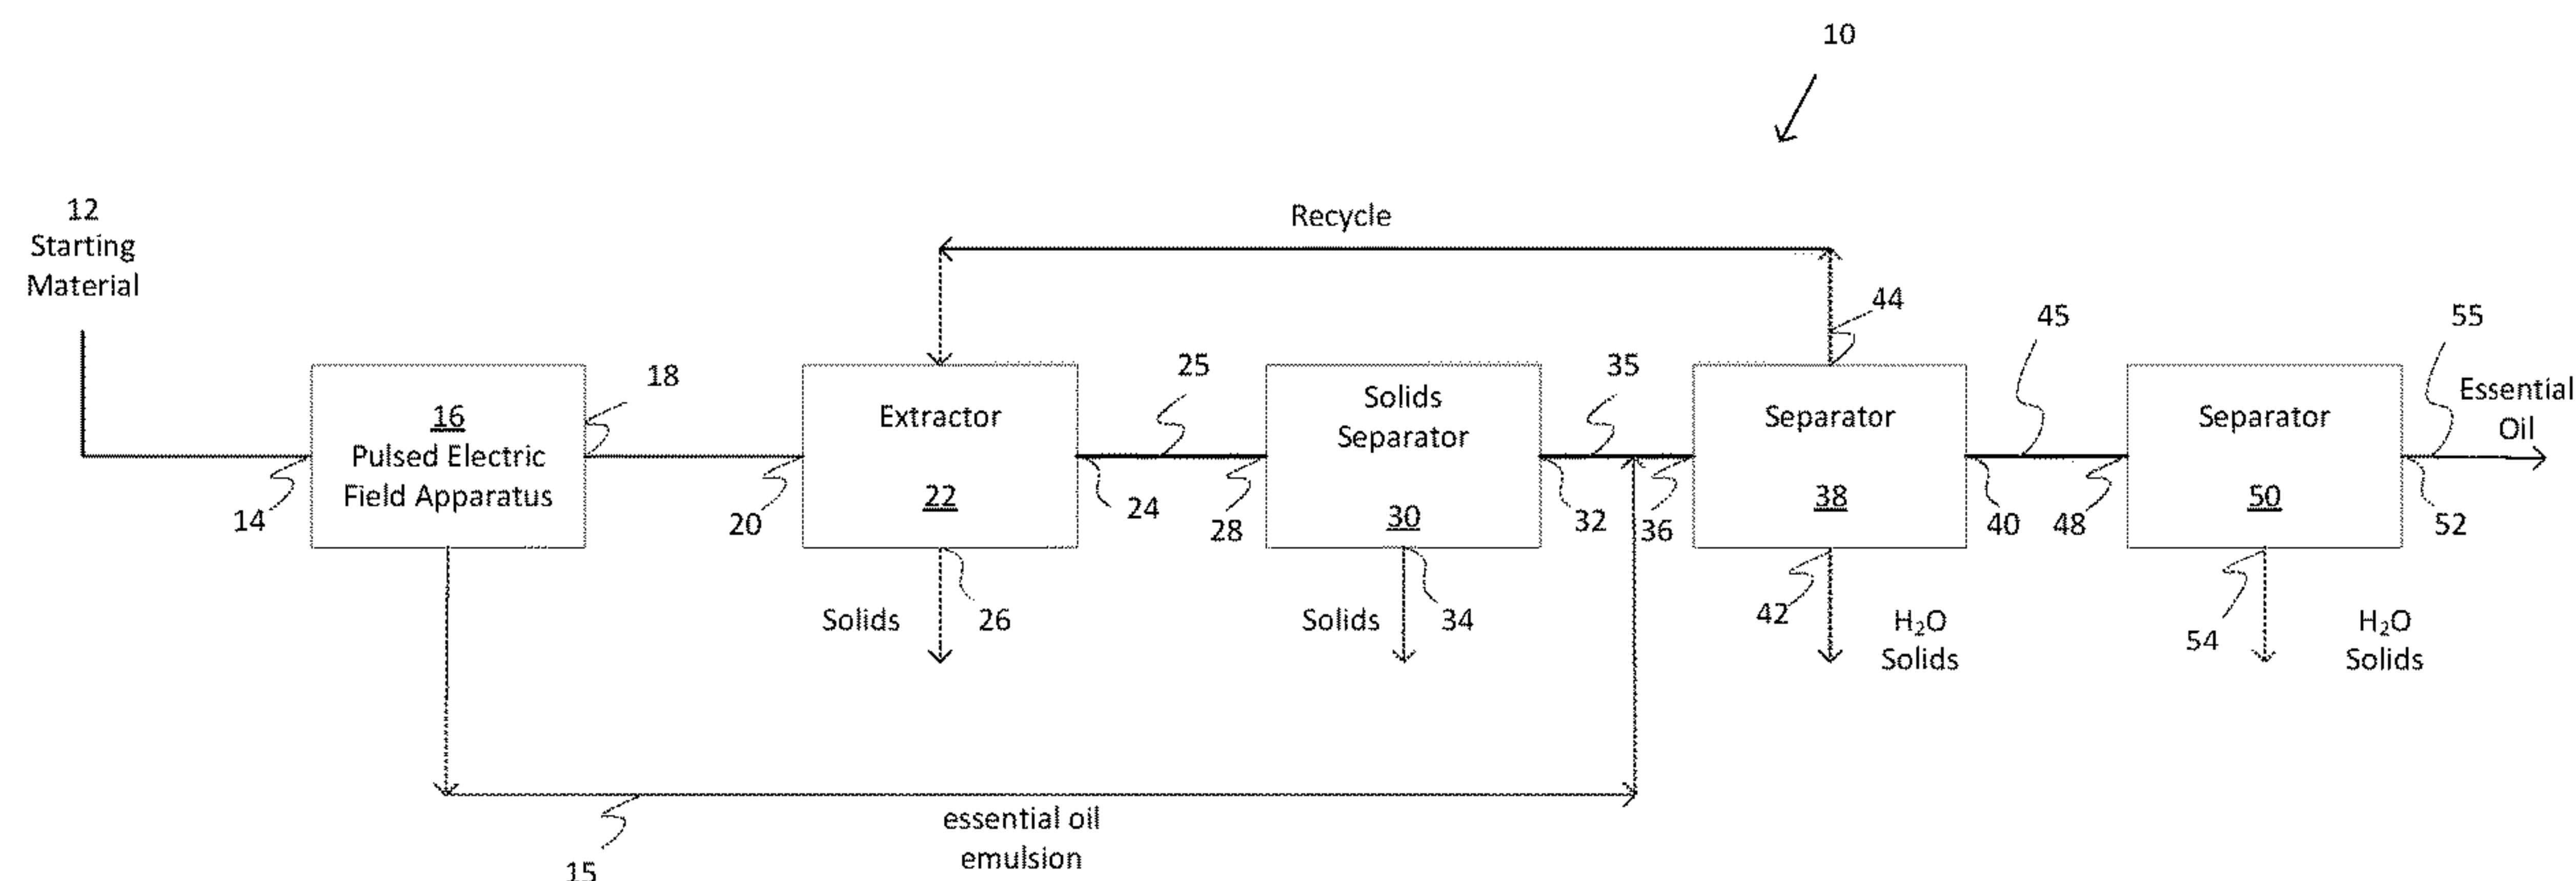 10
12
Starting
Material
Recycle
44
45
55
18
25
35
16
Pulsed Electric
Field Apparatus
Extractor
22
Solids
Separator
30
Separator
38
Separator
50
Essential
Oil
14
20
24
28
32
36
40
48
52
Solids
26
Solids
34
42
H₂O
Solids
54
H₂O
Solids
essential oil
emulsion
15